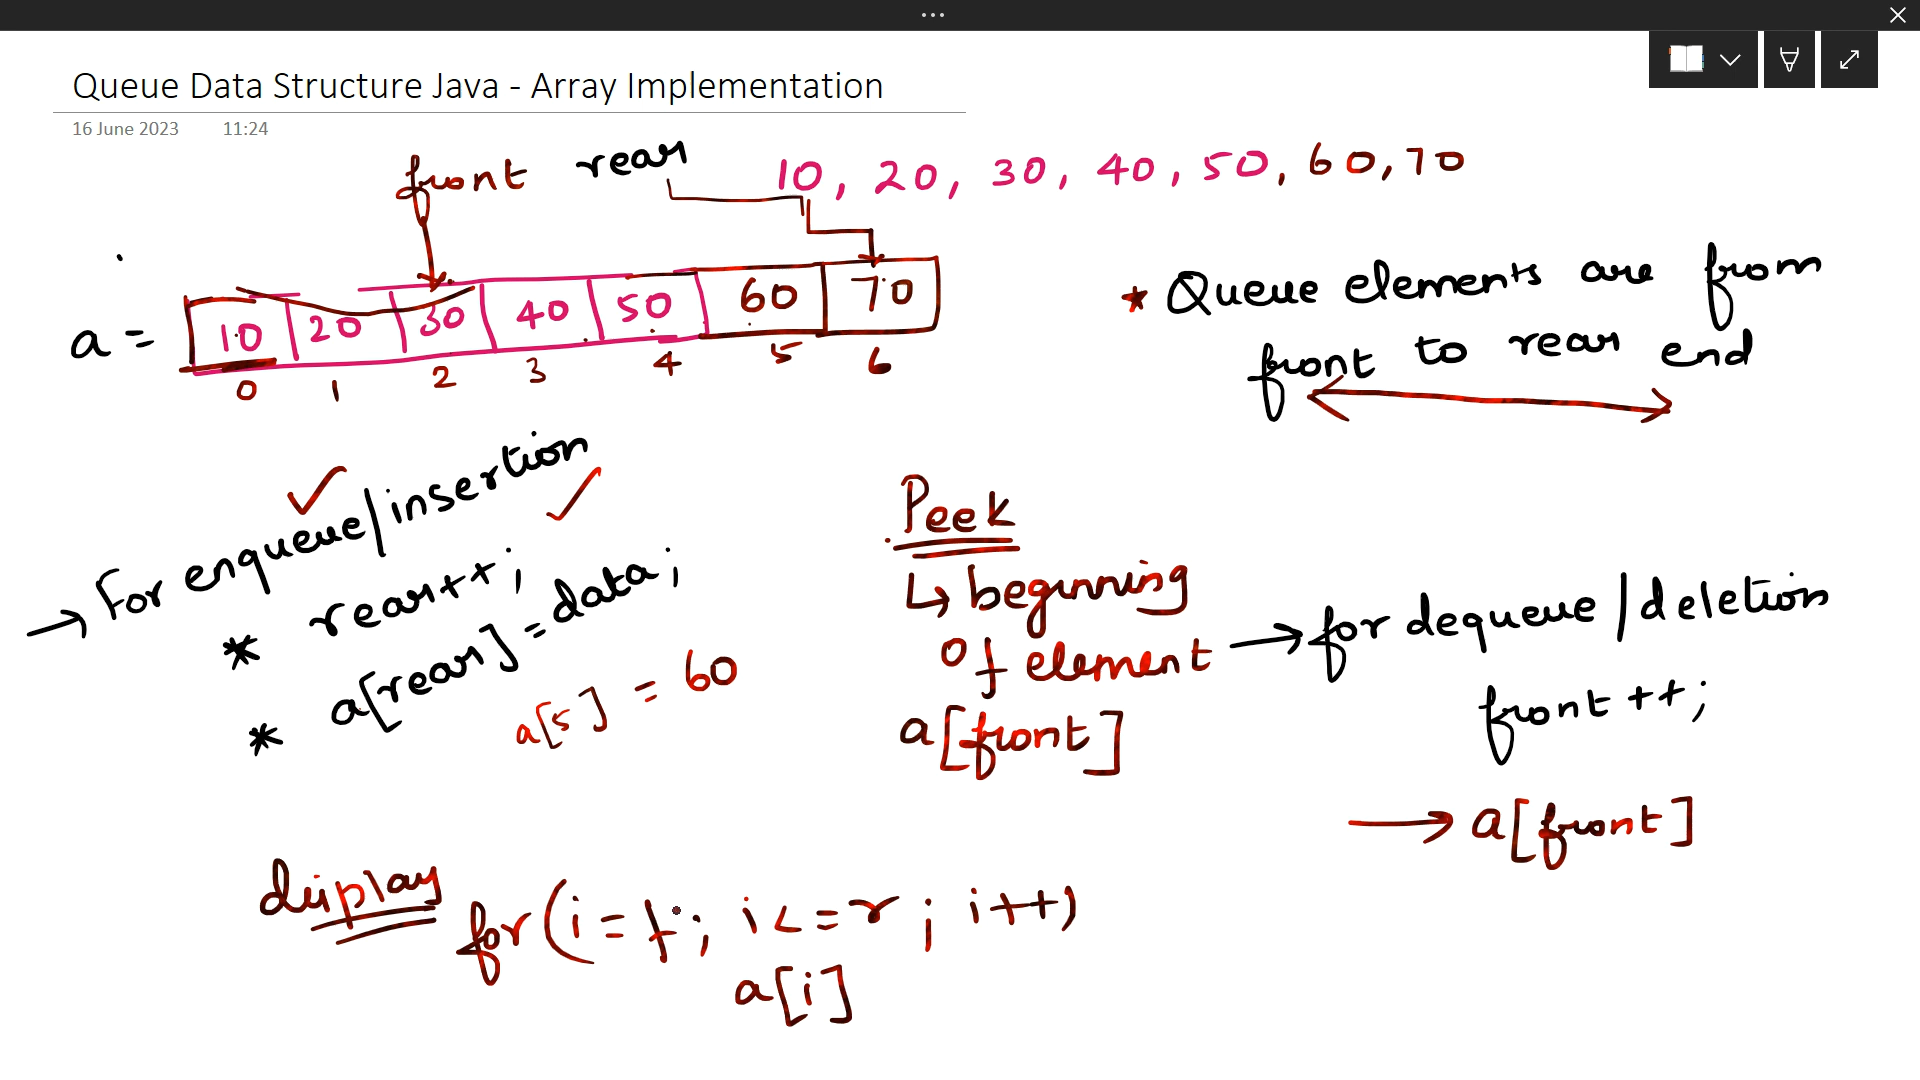 Queue Data Structure Java - Array Implementation
16 June 2023 11:24
front rear 10, 20, 30, 40, 50, 60, 70
a = 10 20 30 40 50 60 70
0 1 2 3 4 5 6
* Queue elements are from
front to rear end
→ For enqueue/insertion
* rear++;
* a[rear] = data;
a[5] = 60
Peek
↳ beginning
of element
a[front]
→ for dequeue/deletion
front++;
→ a[front]
display
for(i=f; i<=r; i++)
a[i]